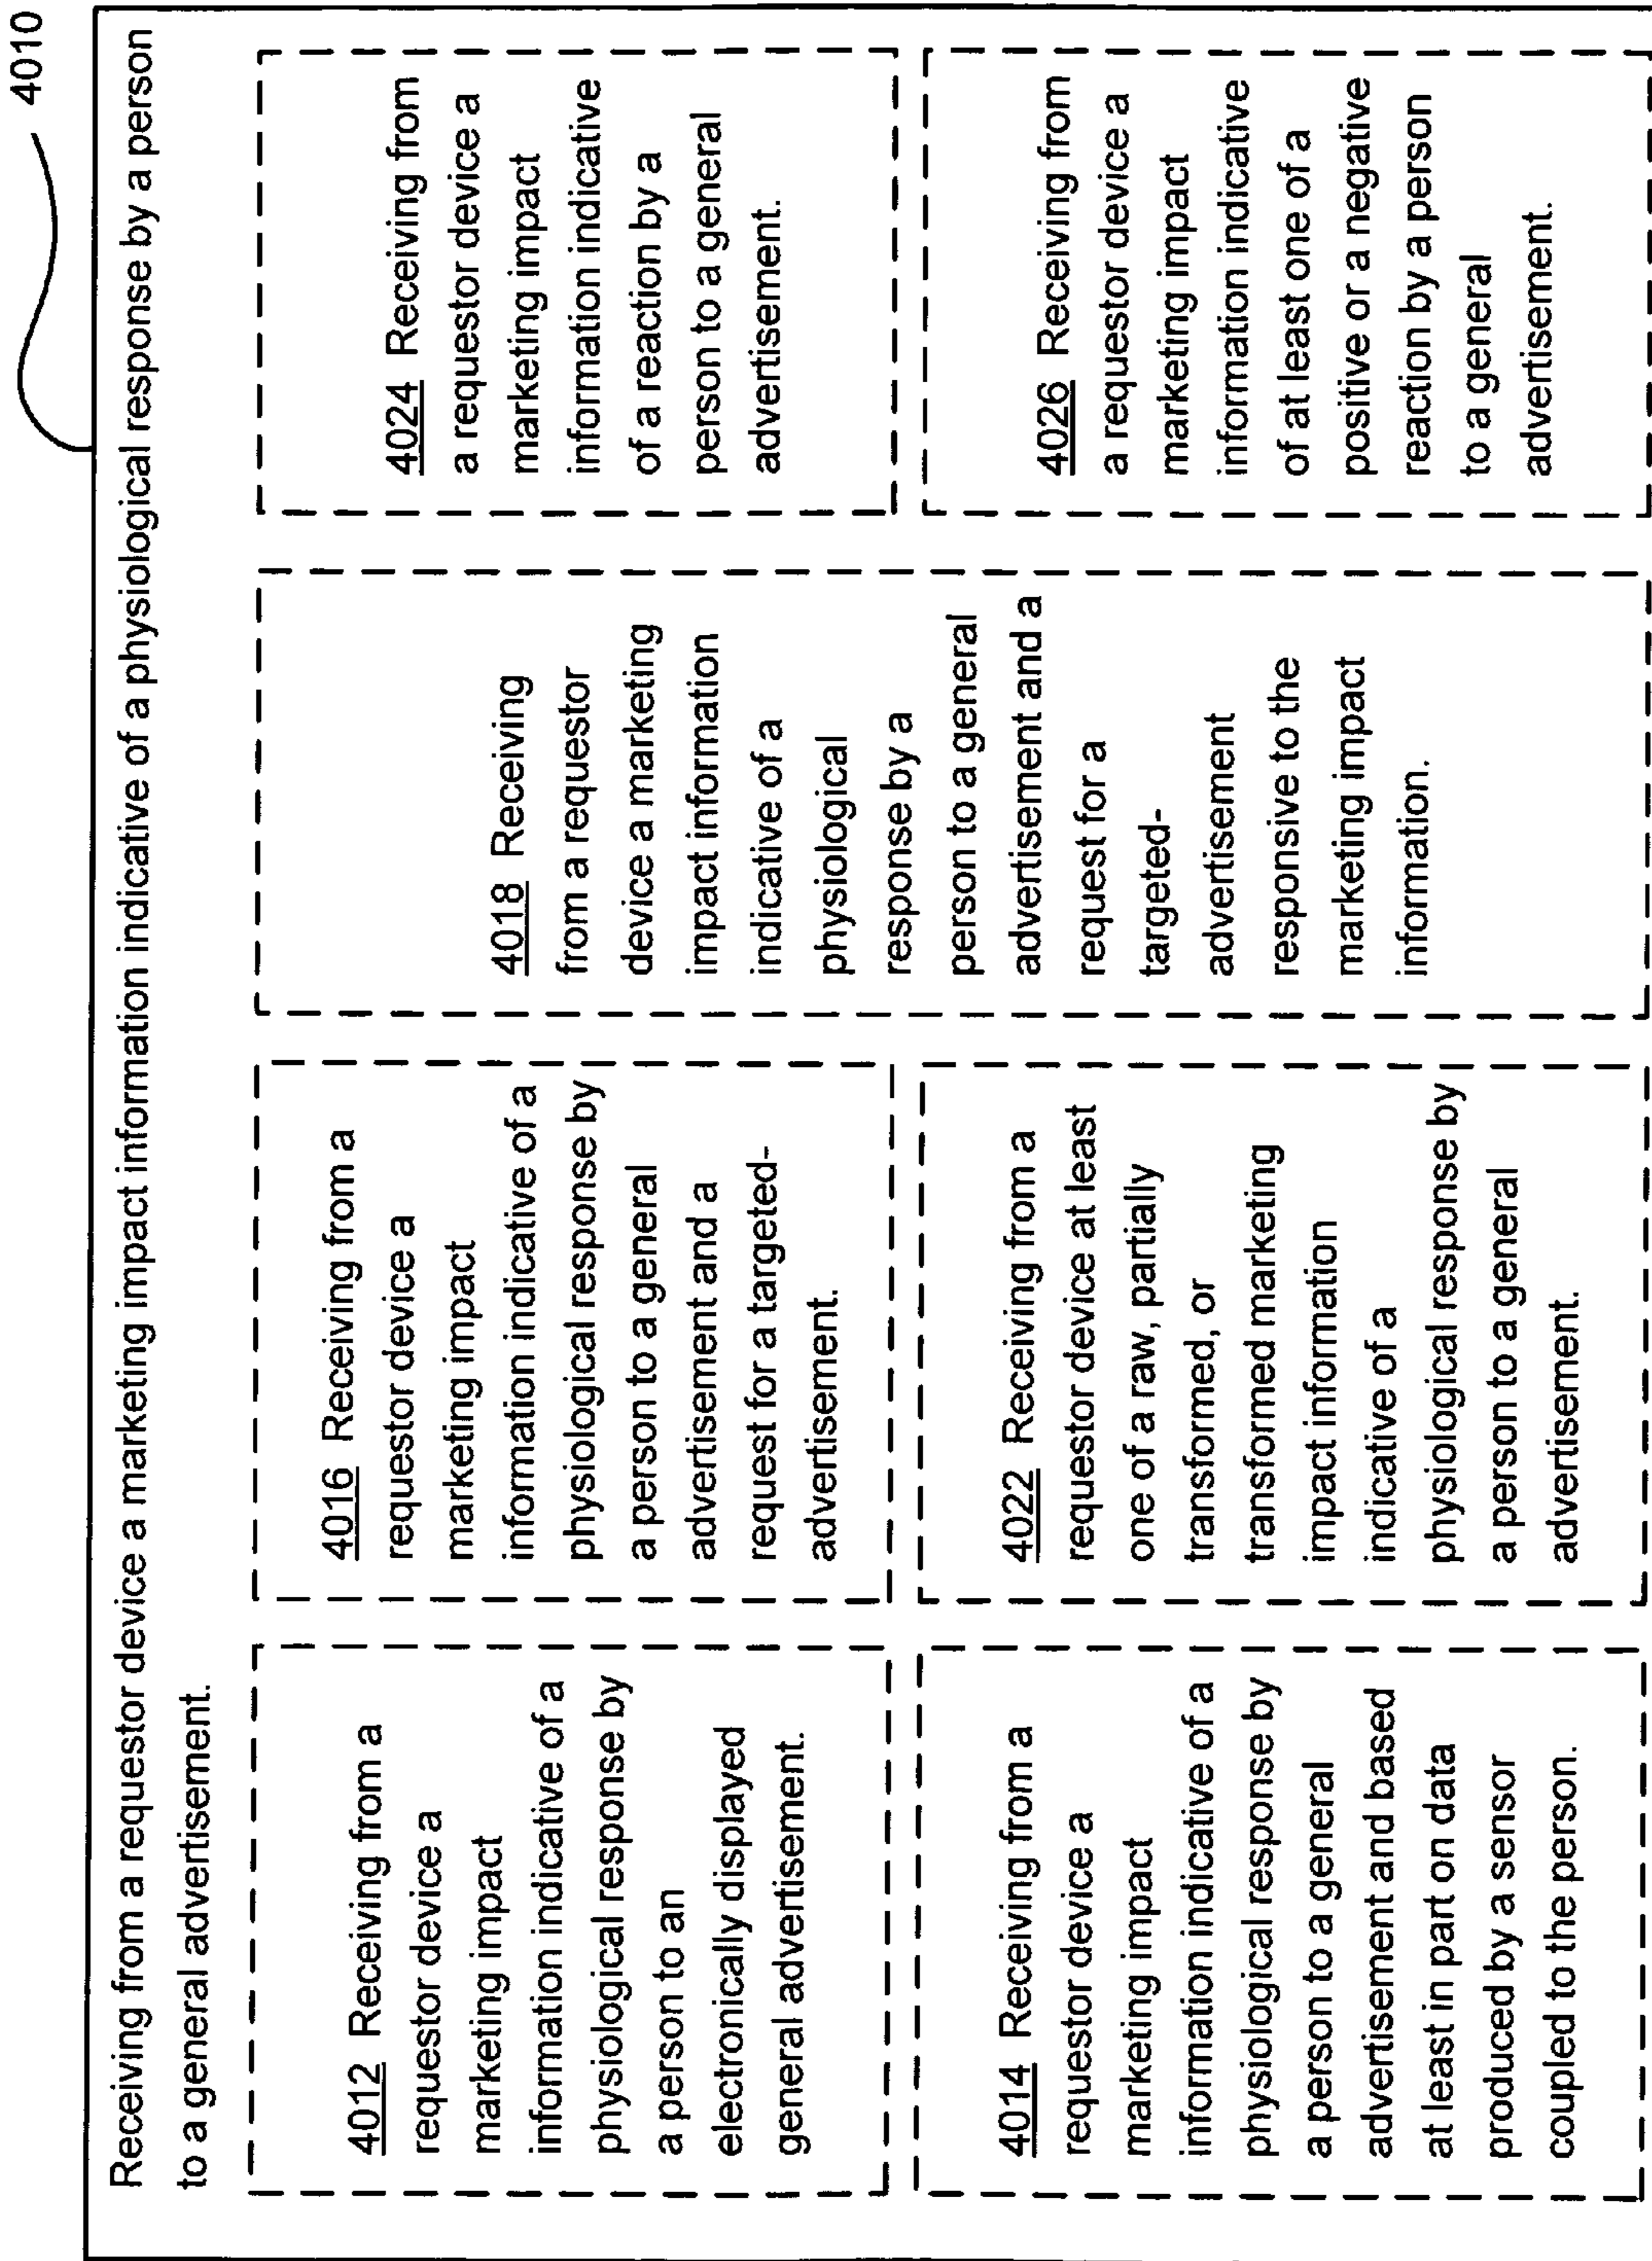 4010
Receiving from a requestor device a marketing impact information indicative of a physiological response by a person
to a general advertisement.
4012 Receiving from a
requestor device a
marketing impact
information indicative of a
physiological response by
a person to an
electronically displayed
general advertisement.
4014 Receiving from a
requestor device a
marketing impact
information indicative of a
physiological response by
a person to a general
advertisement and based
at least in part on data
produced by a sensor
coupled to the person.
4016 Receiving from a
requestor device a
marketing impact
information indicative of a
physiological response by
a person to a general
advertisement and a
request for a targeted-
advertisement.
4022 Receiving from a
requestor device at least
one of a raw, partially
transformed, or
transformed marketing
impact information
indicative of a
physiological response by
a person to a general
advertisement.
4018 Receiving
from a requestor
device a marketing
impact information
indicative of a
physiological
response by a
person to a general
advertisement and a
request for a
targeted-
advertisement
responsive to the
marketing impact
information.
4024 Receiving from
a requestor device a
marketing impact
information indicative
of a reaction by a
person to a general
advertisement.
4026 Receiving from
a requestor device a
marketing impact
information indicative
of at least one of a
positive or a negative
reaction by a person
to a general
advertisement.